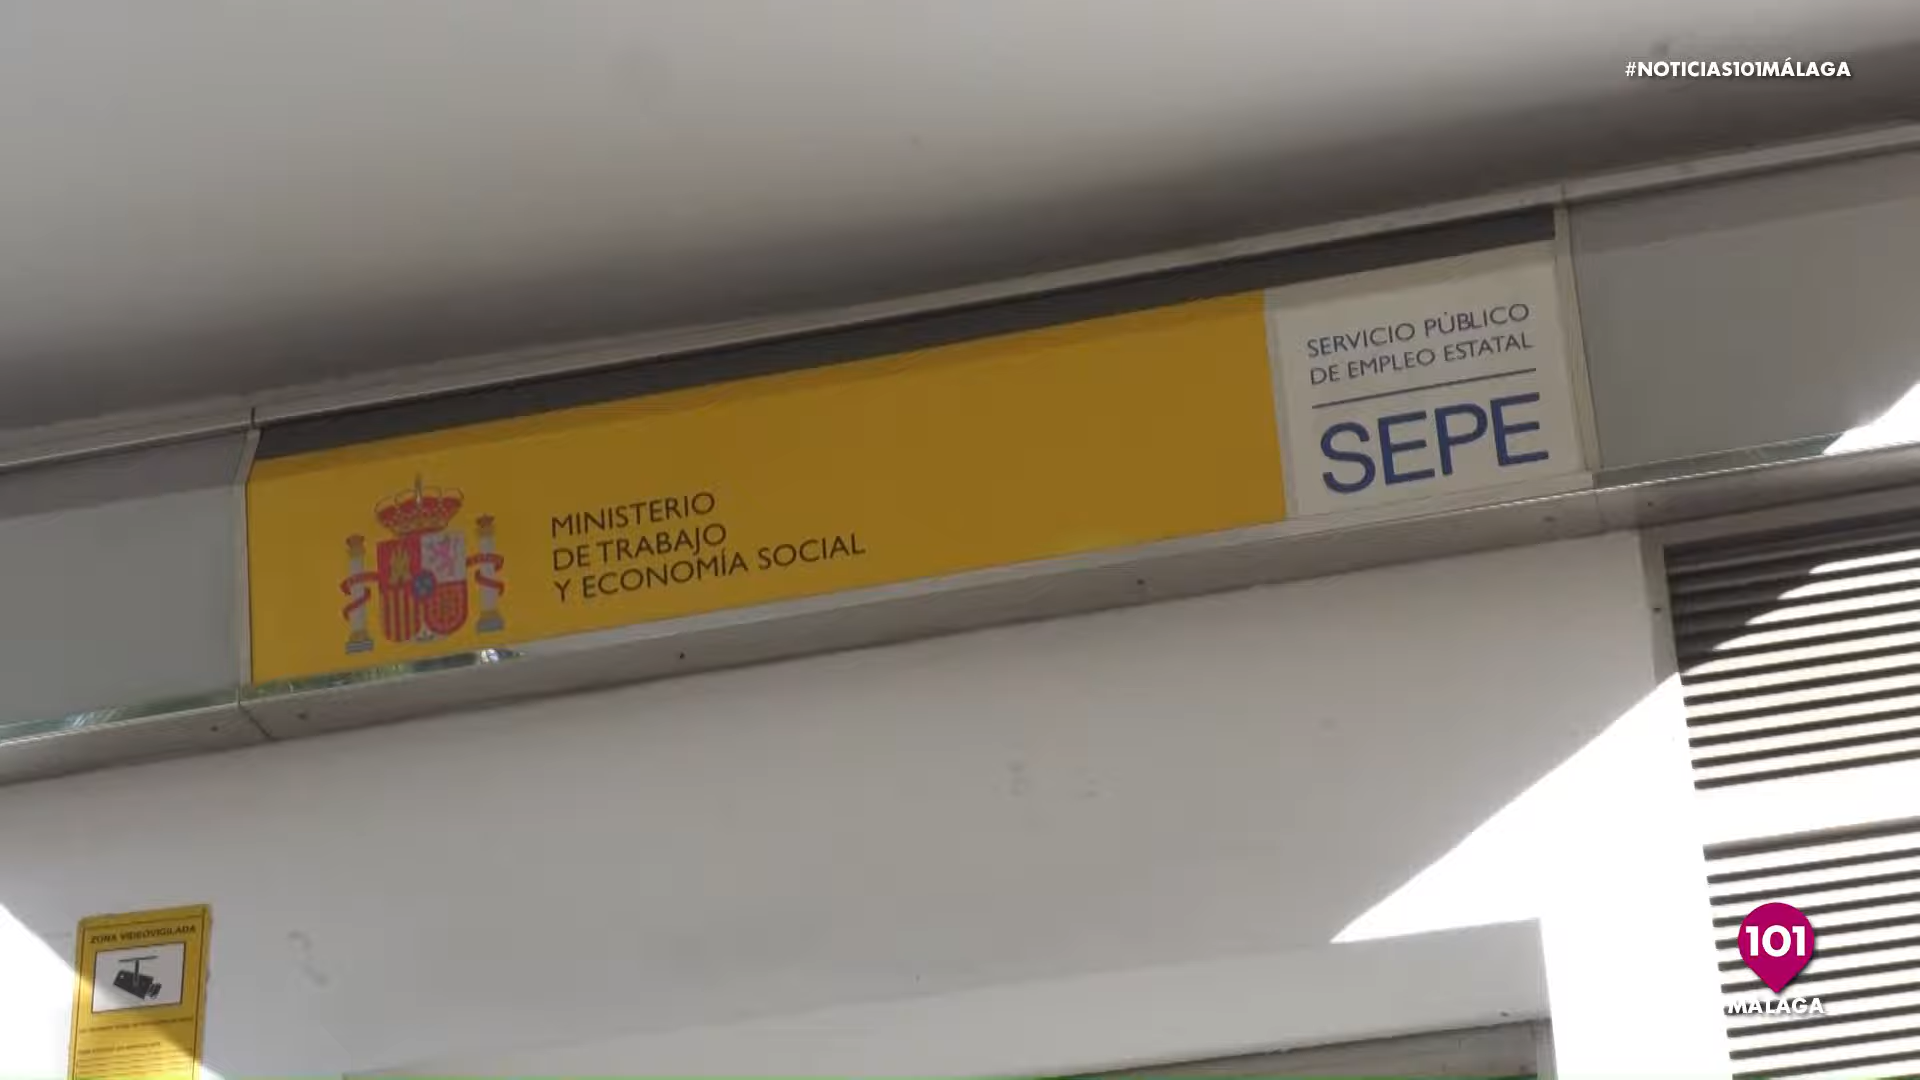 #NOTICIAS101MÁLAGA
SERVICIO PÚBLICO
DE EMPLEO ESTATAL
SEPE
MINISTERIO
DE TRABAJO
Y ECONOMÍA SOCIAL
ZONA VIDEOVIGILADA
101
MÁLAGA